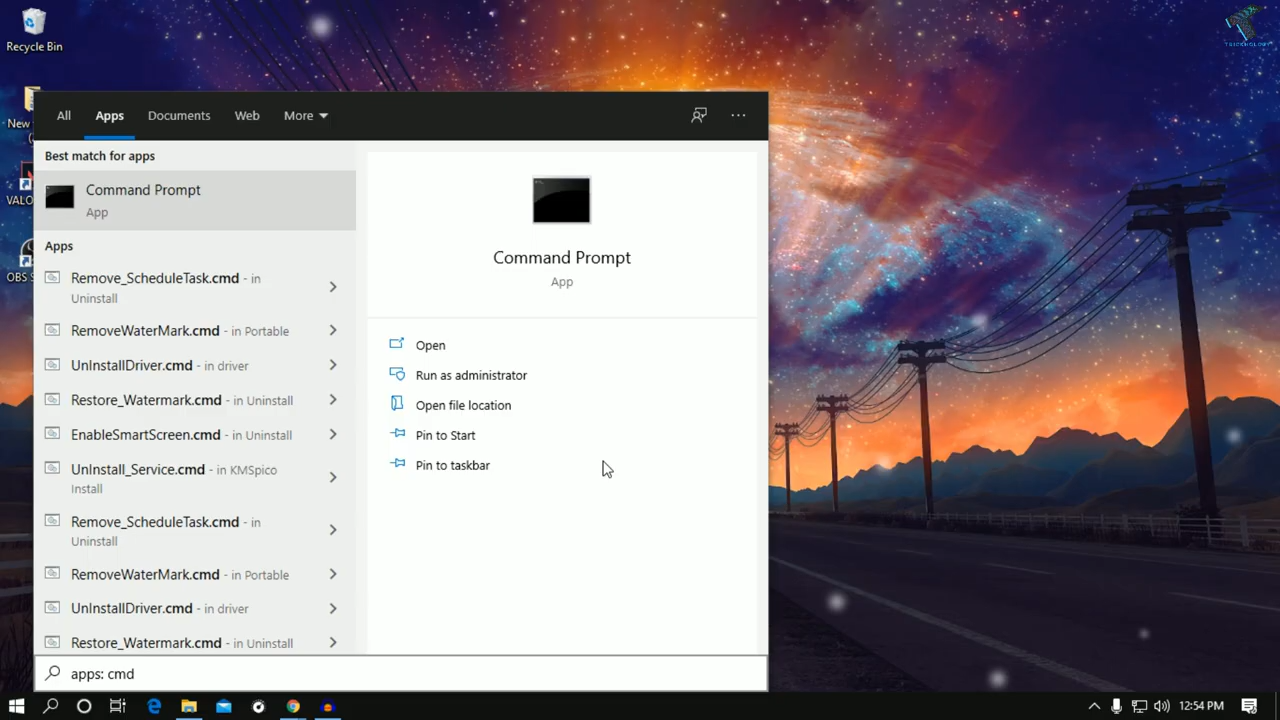 Recycle Bin
TRICKNOLOGY
New
VALO
OBS S
All
Apps
Documents
Web
More
Best match for apps
Command Prompt
App
Apps
Remove_ScheduleTask.cmd - in
Uninstall
RemoveWaterMark.cmd - in Portable
UnInstallDriver.cmd - in driver
Restore_Watermark.cmd - in Uninstall
EnableSmartScreen.cmd - in Uninstall
UnInstall_Service.cmd - in KMSpico
Install
Remove_ScheduleTask.cmd - in
Uninstall
RemoveWaterMark.cmd - in Portable
UnInstallDriver.cmd - in driver
Restore_Watermark.cmd - in Uninstall
Command Prompt
App
Open
Run as administrator
Open file location
Pin to Start
Pin to taskbar
apps: cmd
12:54 PM